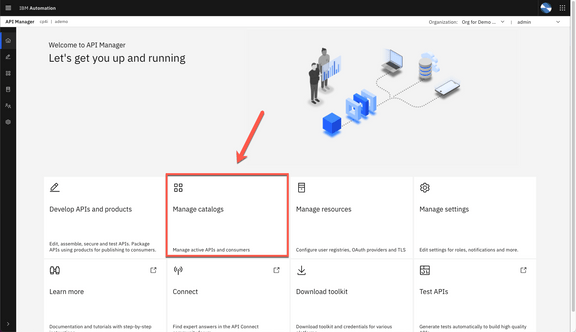 IBM Automation
API Manager cp4i | ademo
Organization: Org for Demo ... | admin
Welcome to API Manager
Let's get you up and running
Develop APIs and products
Edit, assemble, secure and test APIs. Package
APIs using products for publishing to consumers.
Manage catalogs
Manage active APIs and consumers
Manage resources
Configure user registries, OAuth providers and TLS
Manage settings
Edit settings for roles, notifications and more.
Learn more
Documentation and tutorials with step-by-step
Connect
Find expert answers in the API Connect
Download toolkit
Download toolkit and credentials for various
Test APIs
Generate tests automatically to build high quality